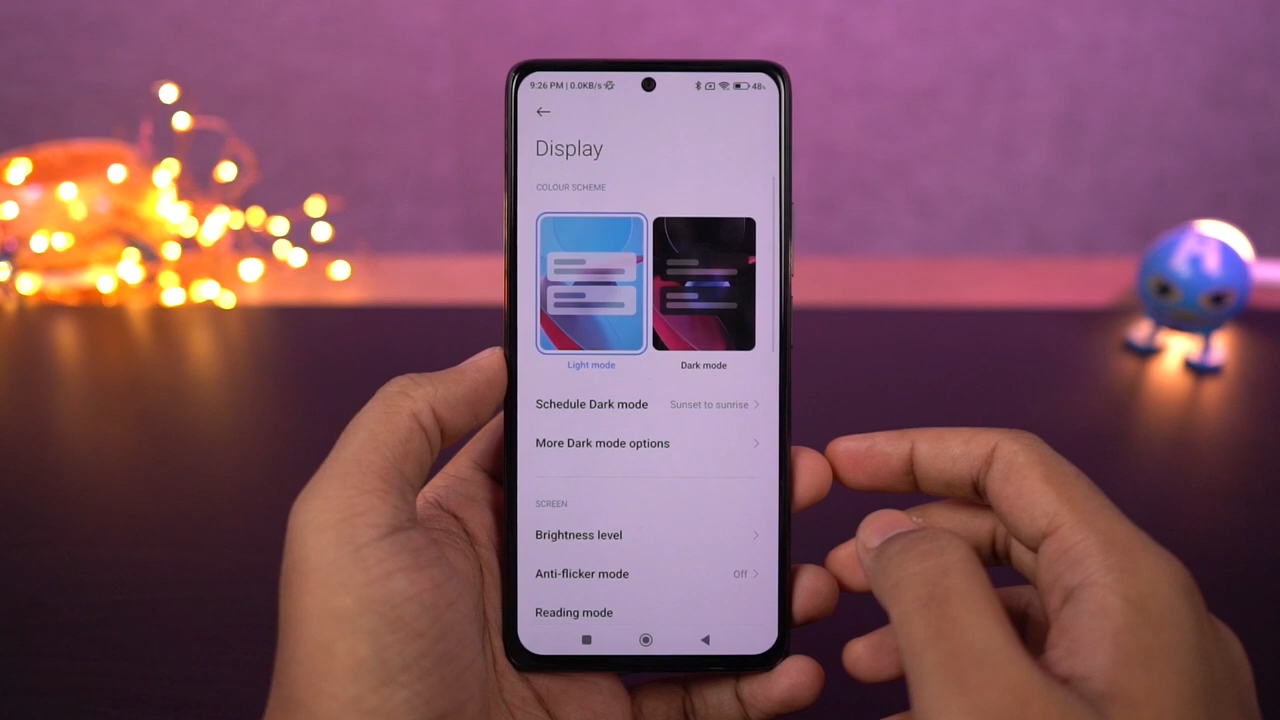 9:26 PM | 0.0KB/s
48%
Display
COLOUR SCHEME
Light mode
Dark mode
Schedule Dark mode Sunset to sunrise
More Dark mode options
SCREEN
Brightness level
Anti-flicker mode Off
Reading mode